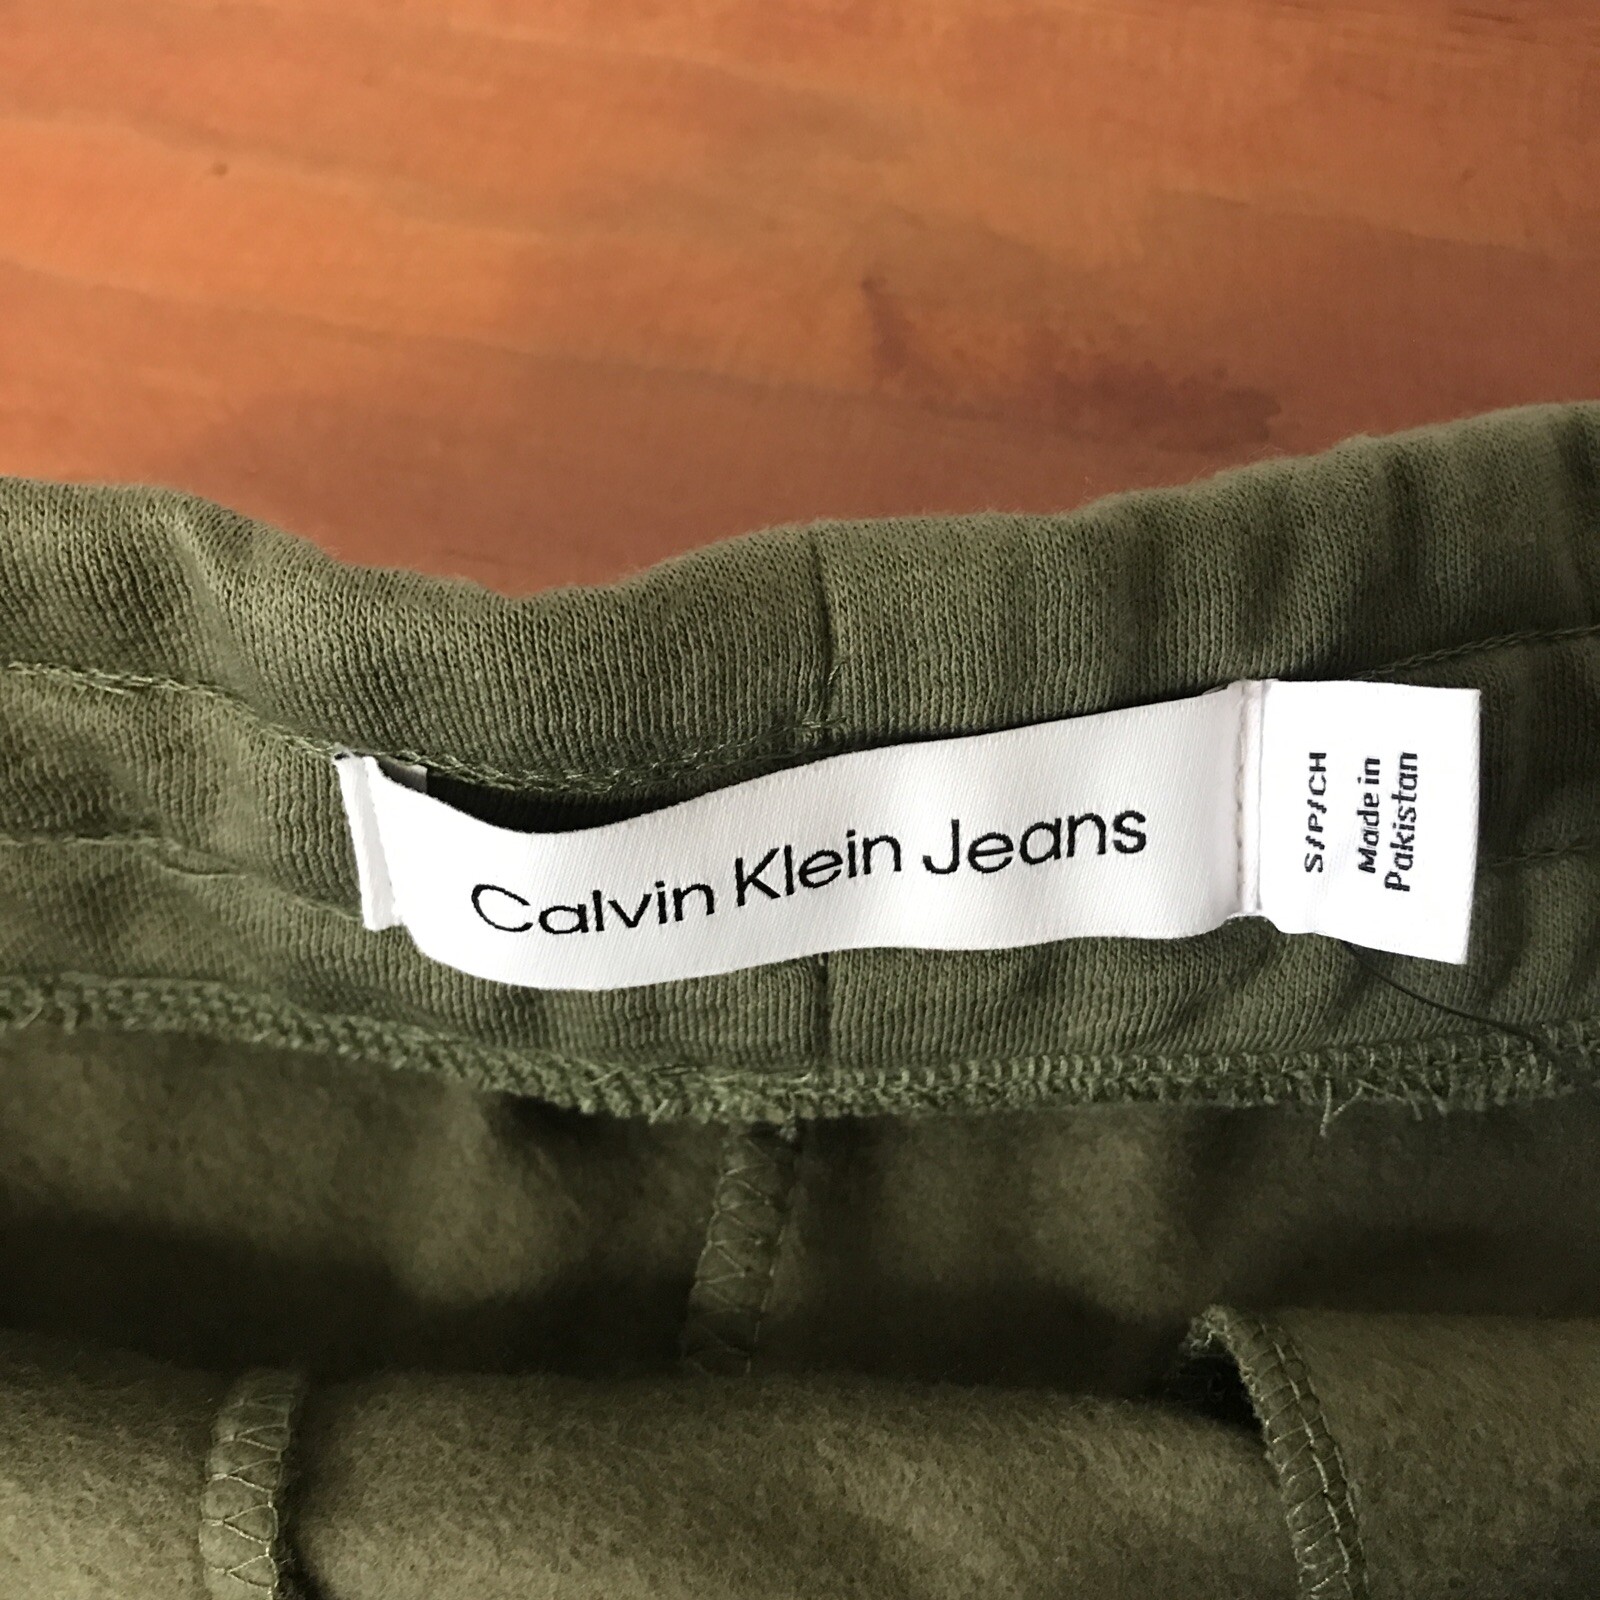 Calvin Klein Jeans
S/P/CH
Made in
Pakistan